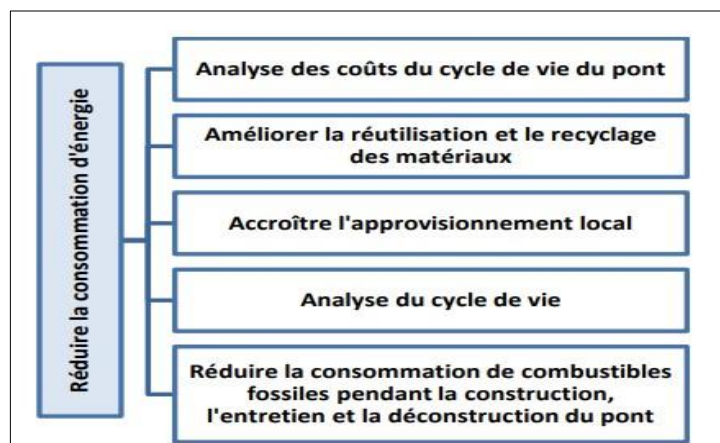 Réduire la consommation d'énergie
Analyse des coûts du cycle de vie du pont
Améliorer la réutilisation et le recyclage
des matériaux
Accroître l'approvisionnement local
Analyse du cycle de vie
Réduire la consommation de combustibles
fossiles pendant la construction,
l'entretien et la déconstruction du pont